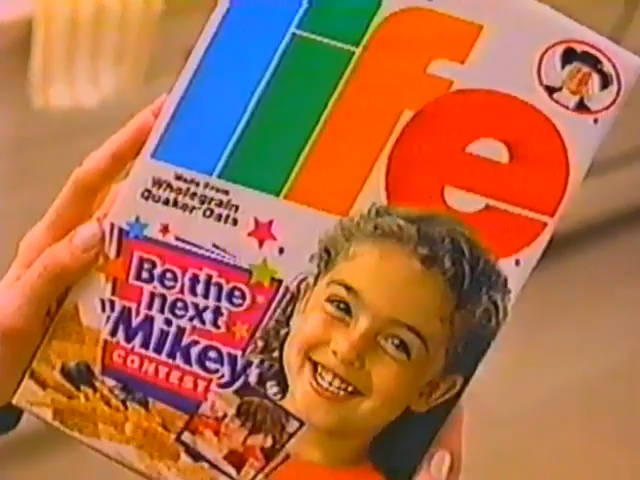 life
Made From
Wholegrain
Quaker Oats
Be the
next
"Mikey"
CONTEST